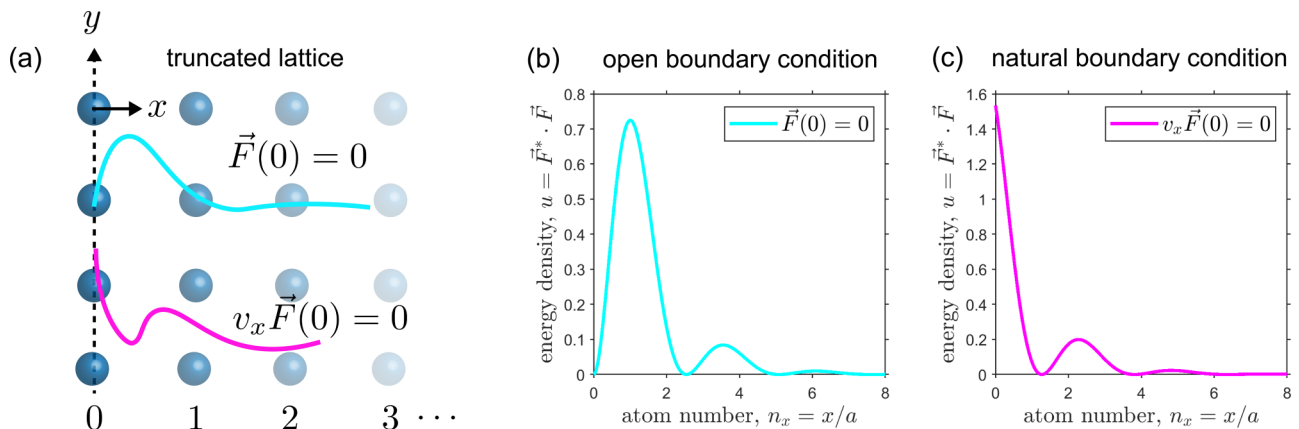 (a)
y
truncated lattice
x
F⃗(0) = 0
v_x F⃗(0) = 0
0 1 2 3 ⋯
(b)
open boundary condition
F⃗(0) = 0
energy density, u = F⃗* · F⃗
0.8
0.7
0.6
0.5
0.4
0.3
0.2
0.1
0
0 2 4 6 8
atom number, n_x = x/a
(c)
natural boundary condition
v_x F⃗(0) = 0
energy density, u = F⃗* · F⃗
1.6
1.4
1.2
1
0.8
0.6
0.4
0.2
0
0 2 4 6 8
atom number, n_x = x/a